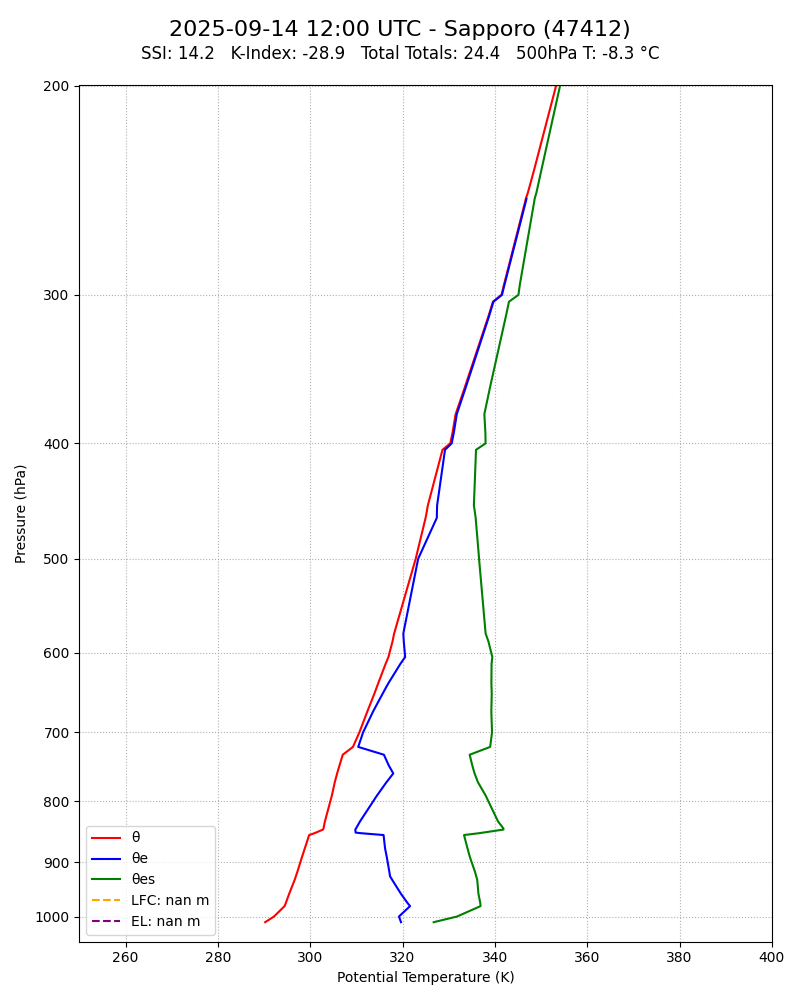 2025-09-14 12:00 UTC - Sapporo (47412)
SSI: 14.2   K-Index: -28.9   Total Totals: 24.4   500hPa T: -8.3 °C
200
300
400
500
600
700
800
900
1000
Pressure (hPa)
θ
θe
θes
LFC: nan m
EL: nan m
260 280 300 320 340 360 380 400
Potential Temperature (K)